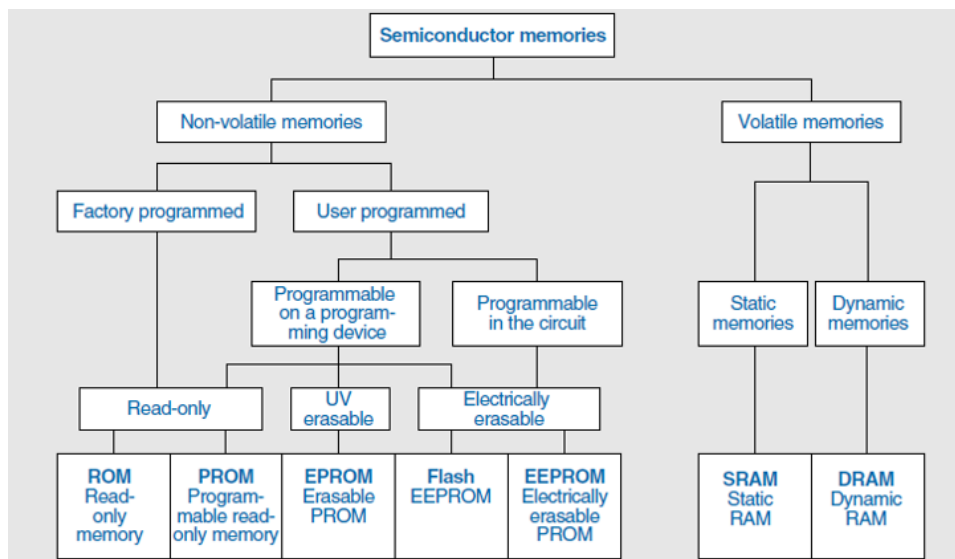 Semiconductor memories
Non-volatile memories
Volatile memories
Factory programmed
User programmed
Programmable
on a program-
ming device
Programmable
in the circuit
Static
memories
Dynamic
memories
Read-only
UV
erasable
Electrically
erasable
ROM
Read-
only
memory
PROM
Program-
mable read-
only memory
EPROM
Erasable
PROM
Flash
EEPROM
EEPROM
Electrically
erasable
PROM
SRAM
Static
RAM
DRAM
Dynamic
RAM